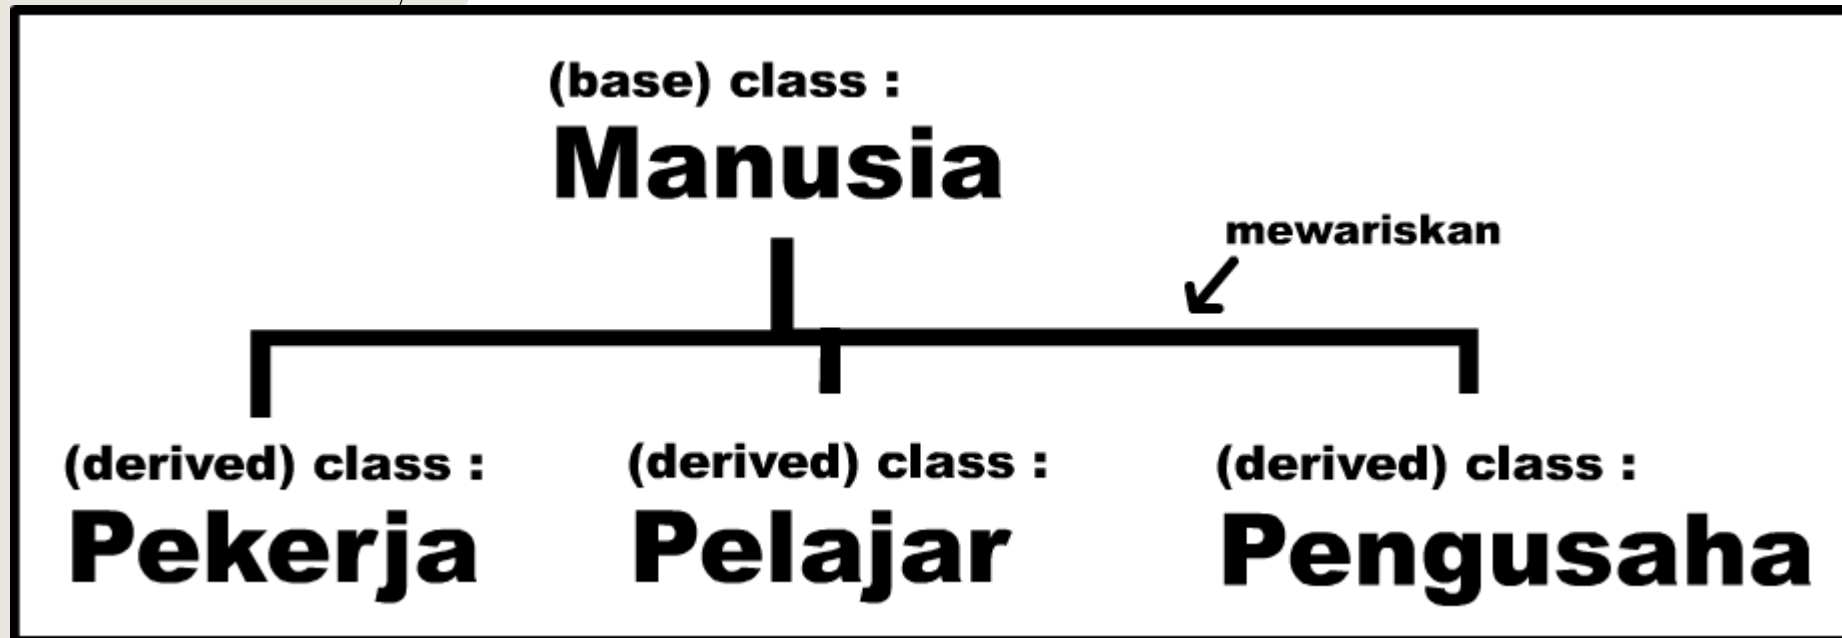 (base) class :
Manusia
mewariskan
(derived) class :
Pekerja
(derived) class :
Pelajar
(derived) class :
Pengusaha